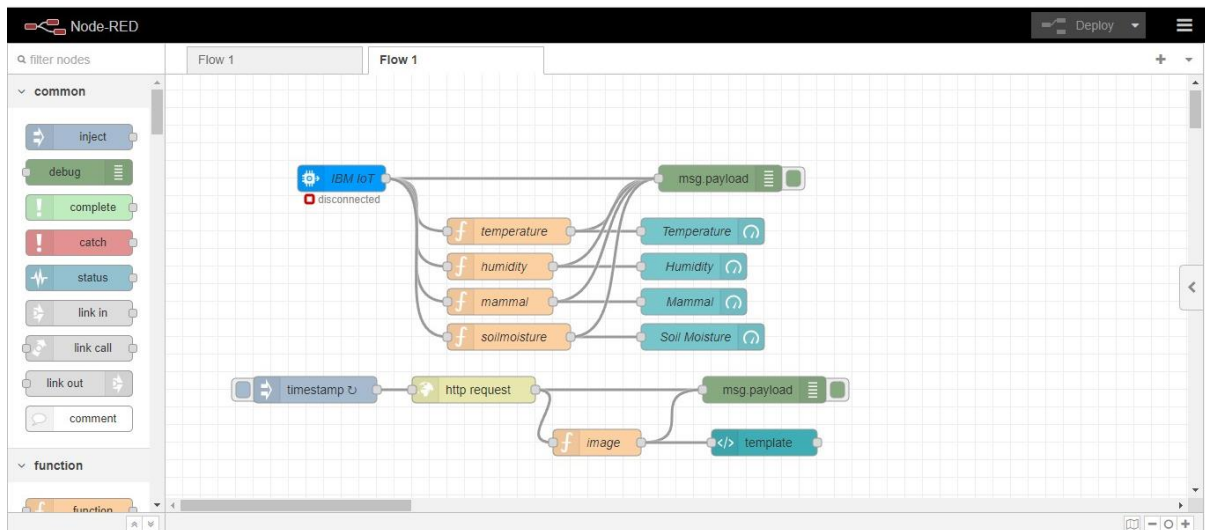 Node-RED
Deploy
filter nodes
Flow 1
Flow 1
common
inject
debug
complete
catch
status
link in
link call
link out
comment
function
function
IBM IoT
disconnected
msg.payload
temperature
Temperature
humidity
Humidity
mammal
Mammal
soilmoisture
Soil Moisture
timestamp ↻
http request
msg.payload
image
template